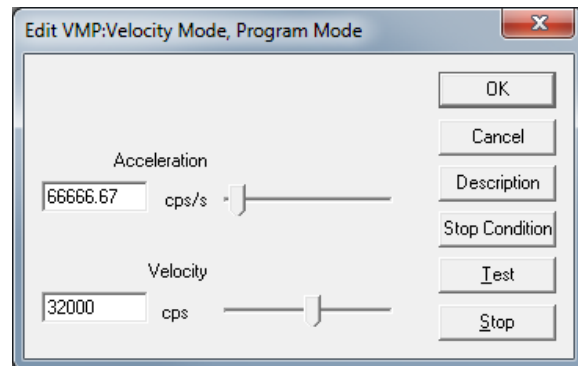 Edit VMP:Velocity Mode, Program Mode
OK
Cancel
Acceleration
66666.67 cps/s
Description
Stop Condition
Velocity
Test
32000 cps
Stop